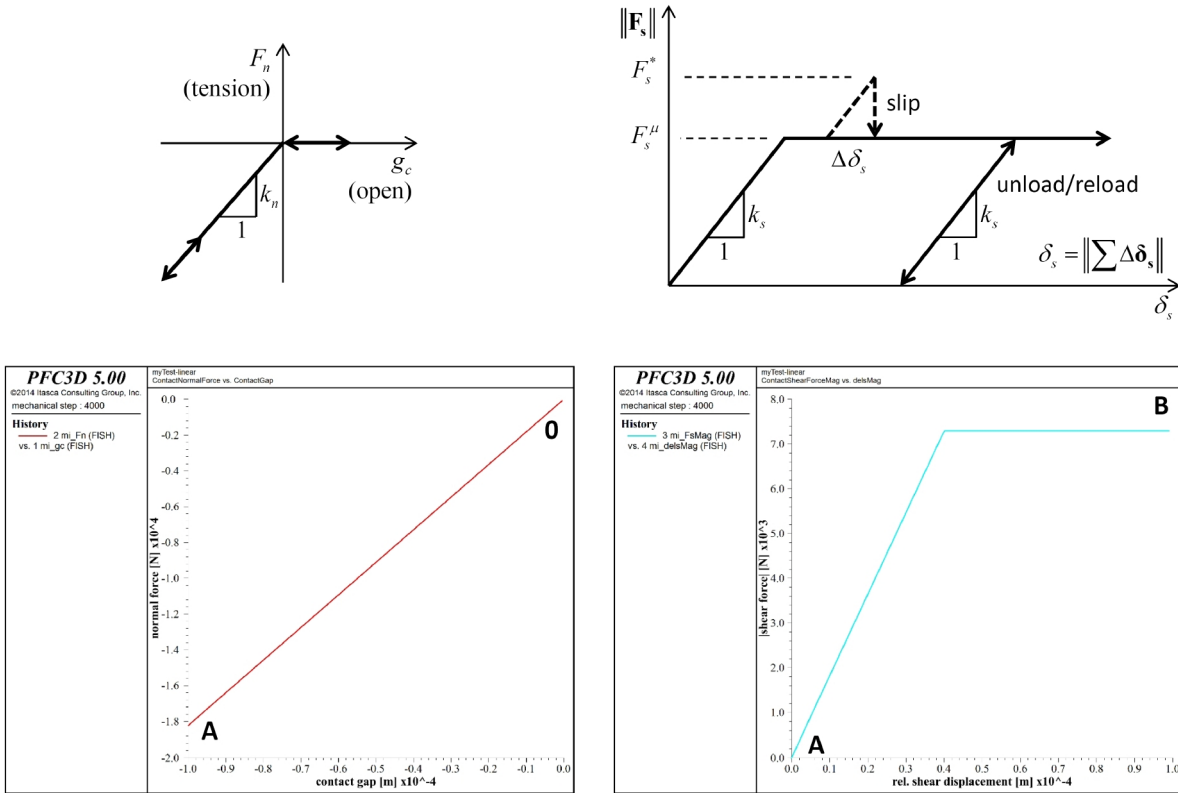 F_n
(tension)
g_c
(open)
k_n
1
‖F_s‖
F_s^*
F_s^μ
slip
Δδ_s
unload/reload
k_s
1
k_s
1
δ_s = ‖∑ Δδ_s‖
δ_s
PFC3D 5.00
©2014 Itasca Consulting Group, Inc.
mechanical step : 4000
History
2 mi_Fn (FISH)
vs. 1 mi_gc (FISH)
myTest-linear
ContactNormalForce vs. ContactGap
0.0
-0.2
-0.4
-0.6
-0.8
-1.0
-1.2
-1.4
-1.6
-1.8
-2.0
normal force [N] x10^4
0
A
-1.0 -0.9 -0.8 -0.7 -0.6 -0.5 -0.4 -0.3 -0.2 -0.1 0.0
contact gap [m] x10^-4
PFC3D 5.00
©2014 Itasca Consulting Group, Inc.
mechanical step : 4000
History
3 mi_FsMag (FISH)
vs. 4 mi_delsMag (FISH)
myTest-linear
ContactShearForceMag vs. delsMag
8.0
7.0
6.0
5.0
4.0
3.0
2.0
1.0
0.0
|shear force| [N] x10^3
B
A
0.0 0.1 0.2 0.3 0.4 0.5 0.6 0.7 0.8 0.9 1.0
rel. shear displacement [m] x10^-4